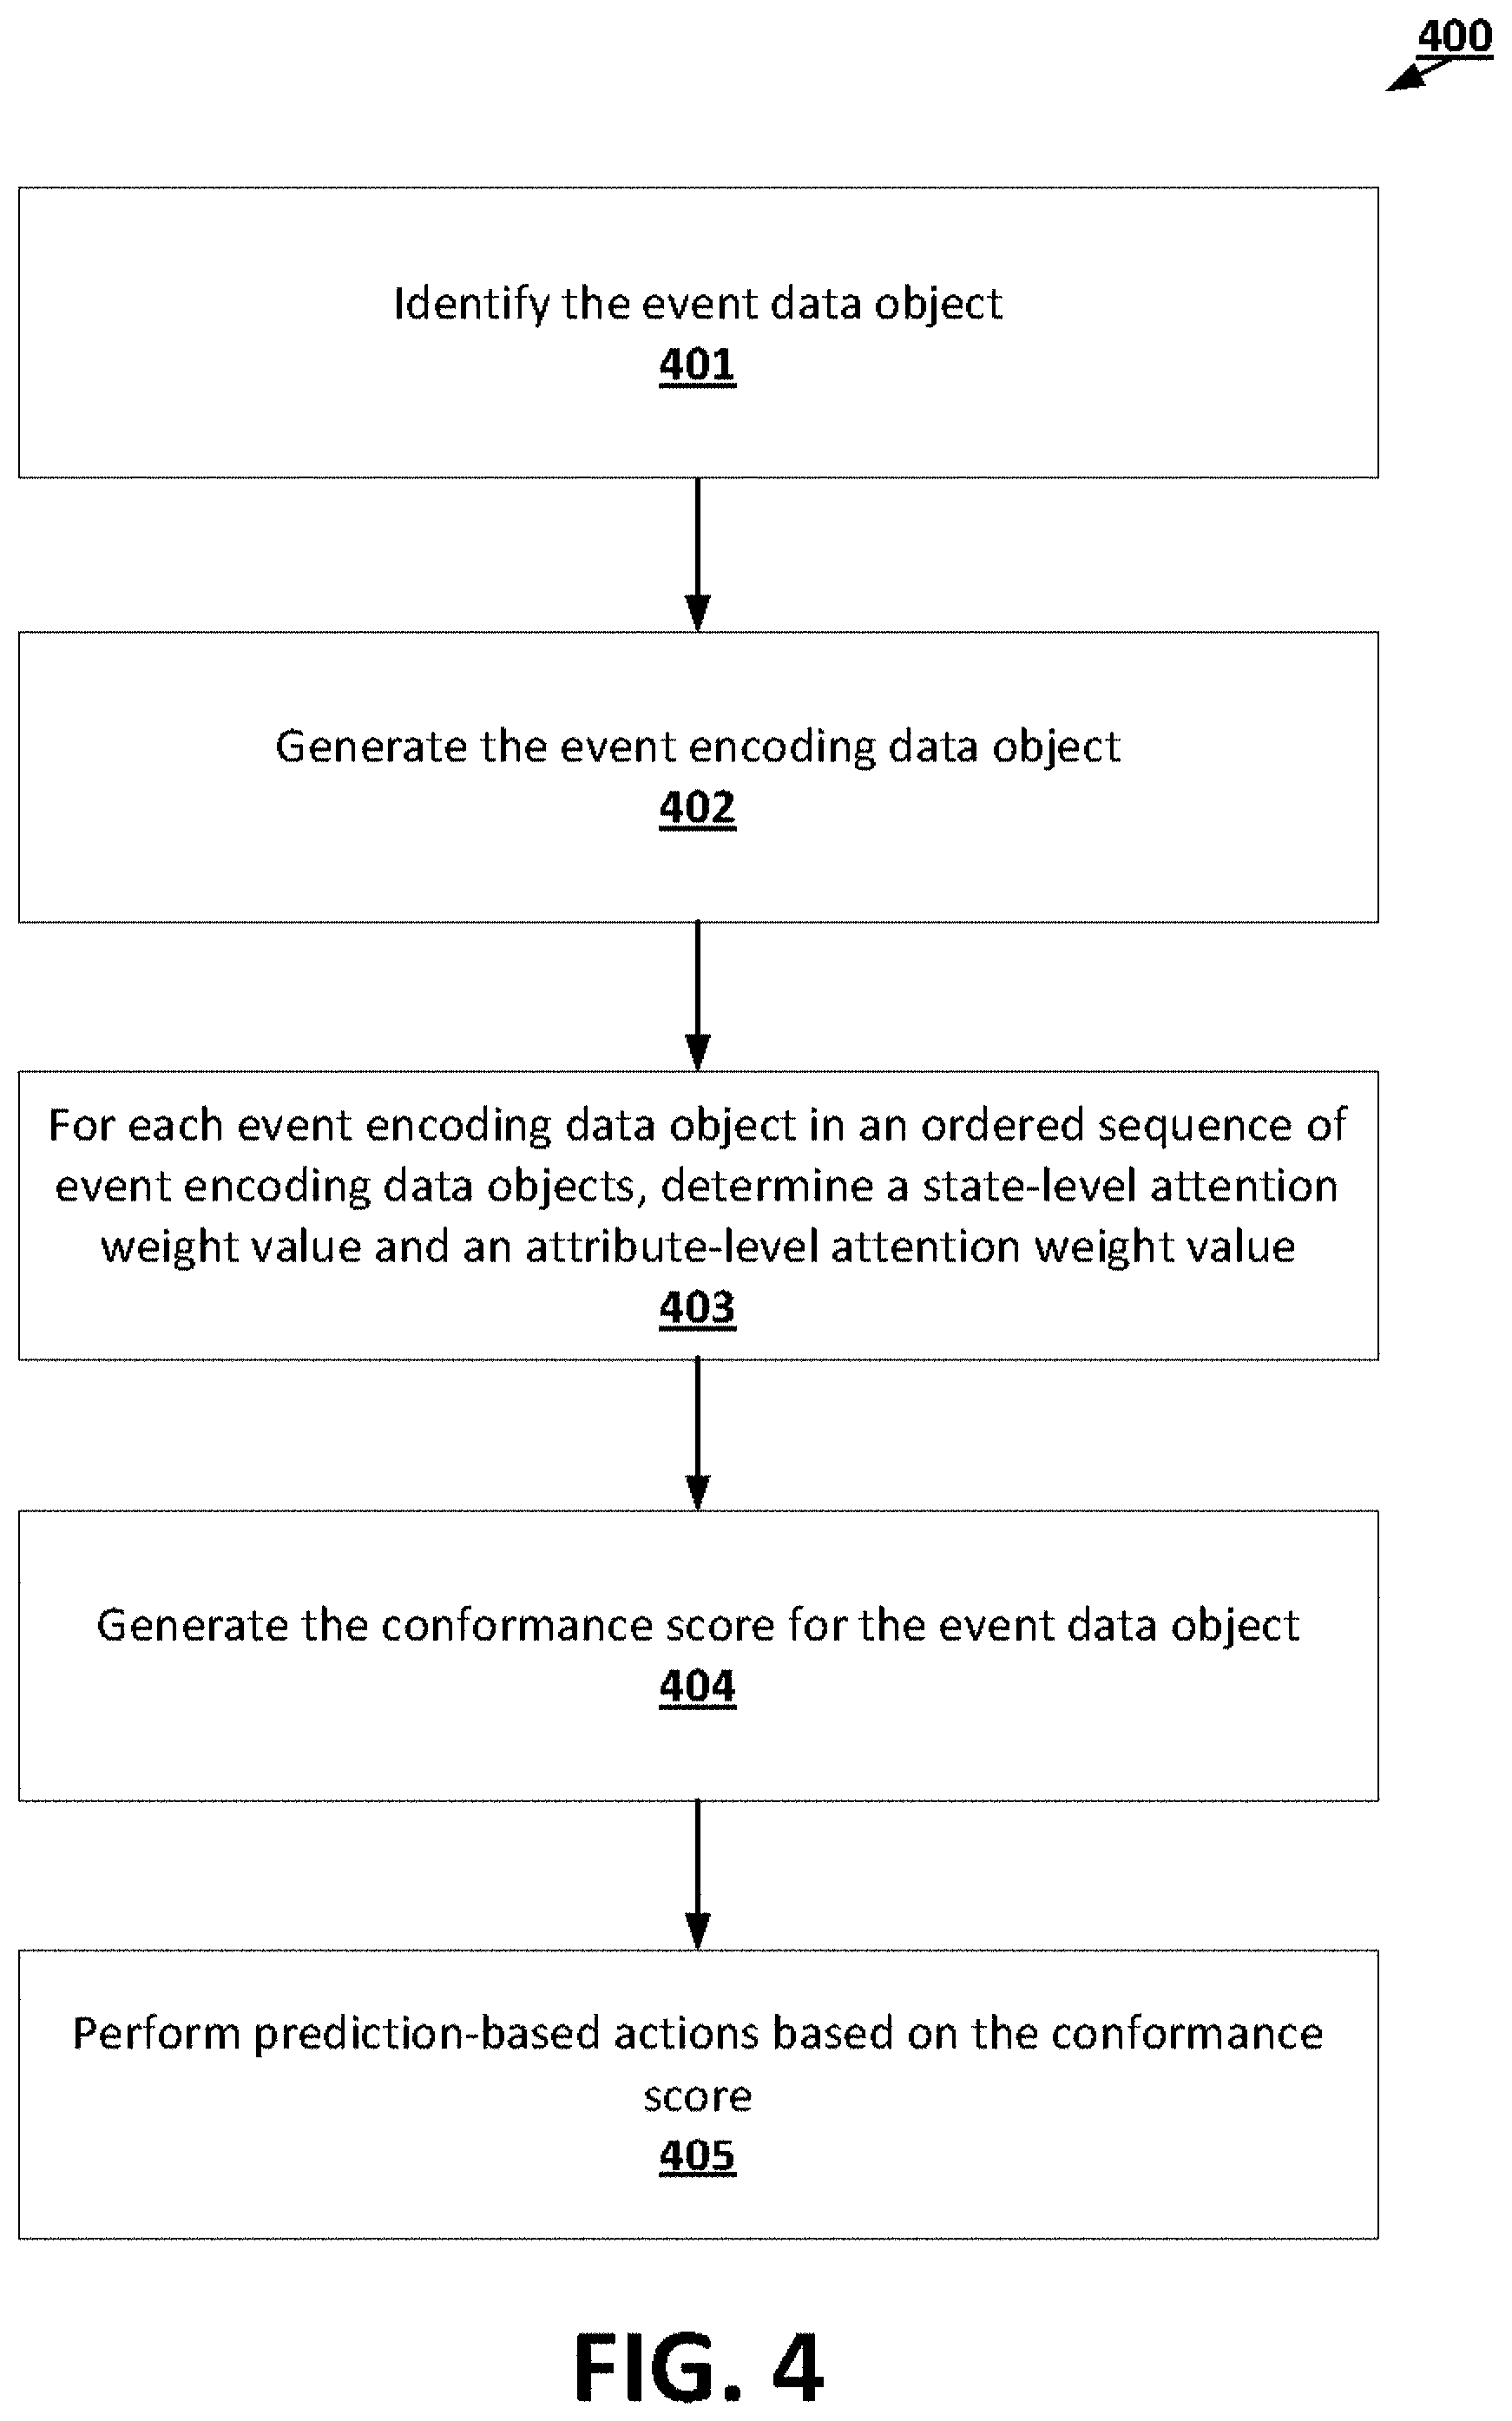 400
Identify the event data object
401
Generate the event encoding data object
402
For each event encoding data object in an ordered sequence of
event encoding data objects, determine a state-level attention
weight value and an attribute-level attention weight value
403
Generate the conformance score for the event data object
404
Perform prediction-based actions based on the conformance
score
405
FIG. 4